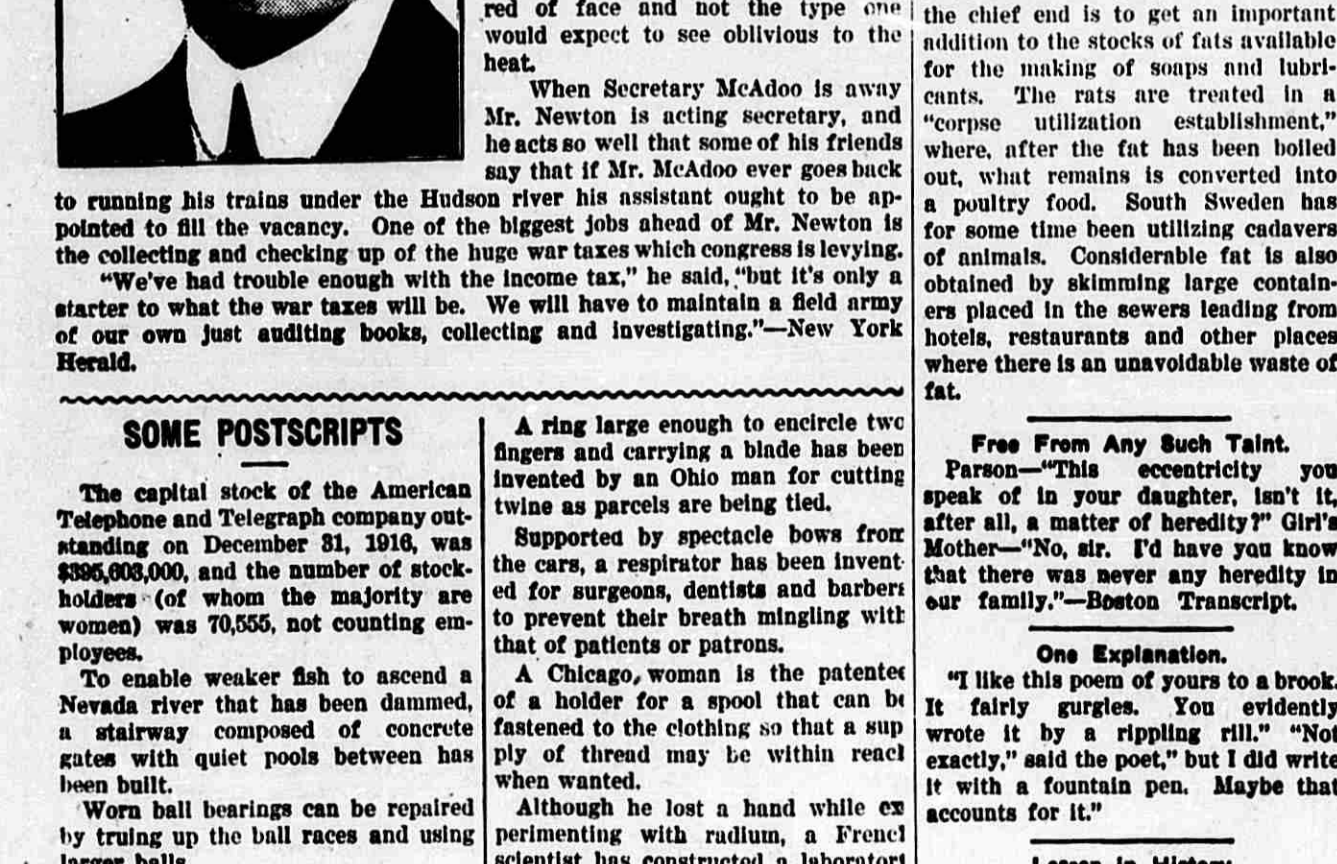 red of face and not the type one
would expect to see oblivious to the
heat.
When Secretary McAdoo is away
Mr. Newton is acting secretary, and
he acts so well that some of his friends
say that if Mr. McAdoo ever goes back
to running his trains under the Hudson river his assistant ought to be ap-
pointed to fill the vacancy. One of the biggest jobs ahead of Mr. Newton is
the collecting and checking up of the huge war taxes which congress is levying.
"We've had trouble enough with the income tax," he said, "but it's only a
starter to what the war taxes will be. We will have to maintain a field army
of our own just auditing books, collecting and investigating."—New York
Herald.
SOME POSTSCRIPTS
The capital stock of the American
Telephone and Telegraph company out-
standing on December 31, 1916, was
$395,603,000, and the number of stock-
holders (of whom the majority are
women) was 70,555, not counting em-
ployees.
To enable weaker fish to ascend a
Nevada river that has been dammed,
a stairway composed of concrete
gates with quiet pools between has
been built.
Worn ball bearings can be repaired
by truing up the ball races and using
larger balls.
A ring large enough to encircle two
fingers and carrying a blade has been
invented by an Ohio man for cutting
twine as parcels are being tied.
Supported by spectacle bows from
the cars, a respirator has been invent-
ed for surgeons, dentists and barbers
to prevent their breath mingling with
that of patients or patrons.
A Chicago woman is the patentee
of a holder for a spool that can be
fastened to the clothing so that a sup
ply of thread may be within reach
when wanted.
Although he lost a hand while ex
perimenting with radium, a French
scientist has constructed a laboratory
the chief end is to get an important
addition to the stocks of fats available
for the making of soaps and lubri-
cants. The rats are treated in a
"corpse utilization establishment,"
where, after the fat has been boiled
out, what remains is converted into
a poultry food. South Sweden has
for some time been utilizing cadavers
of animals. Considerable fat is also
obtained by skimming large contain-
ers placed in the sewers leading from
hotels, restaurants and other places
where there is an unavoidable waste of
fat.
Free From Any Such Taint.
Parson—"This eccentricity you
speak of in your daughter, isn't it,
after all, a matter of heredity?" Girl's
Mother—"No, sir. I'd have you know
that there was never any heredity in
our family."—Boston Transcript.
One Explanation.
"I like this poem of yours to a brook.
It fairly gurgles. You evidently
wrote it by a rippling rill." "Not
exactly," said the poet," but I did write
it with a fountain pen. Maybe that
accounts for it."
Lesson in History